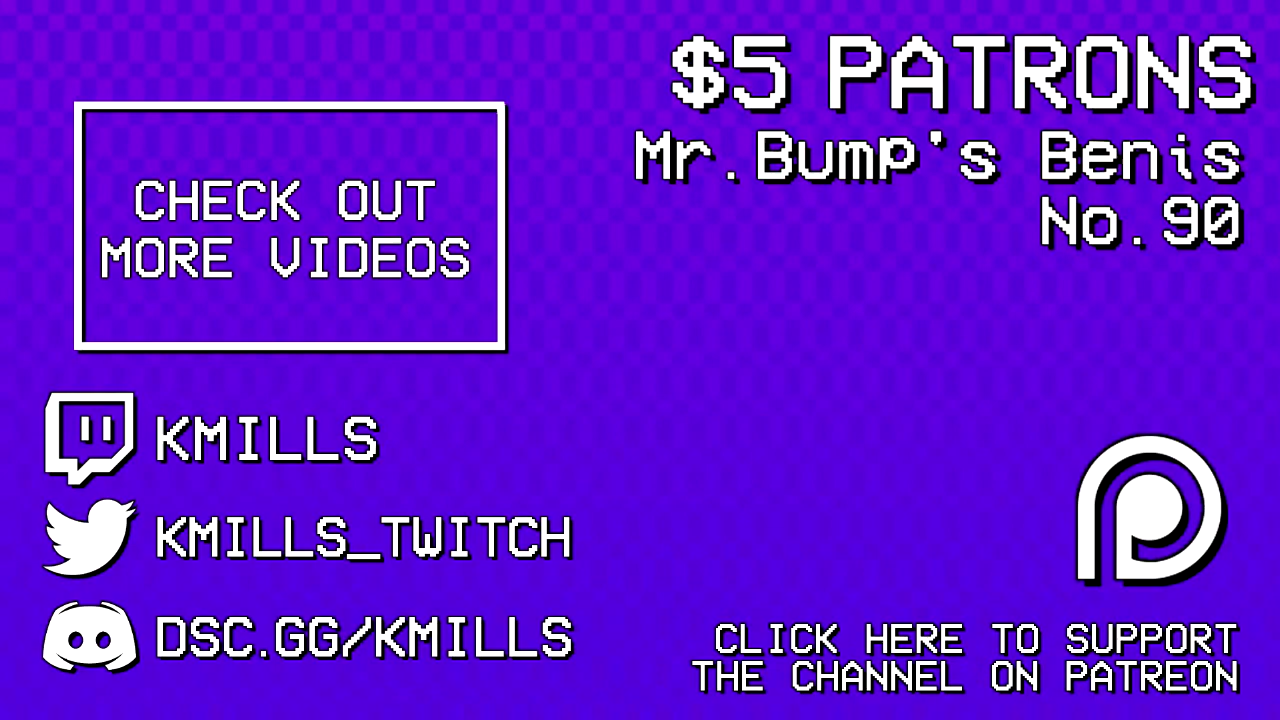 $5 PATRONS
Mr.Bump's Benis
No.90
CHECK OUT
MORE VIDEOS
KMILLS
KMILLS_TWITCH
DSC.GG/KMILLS
CLICK HERE TO SUPPORT
THE CHANNEL ON PATREON